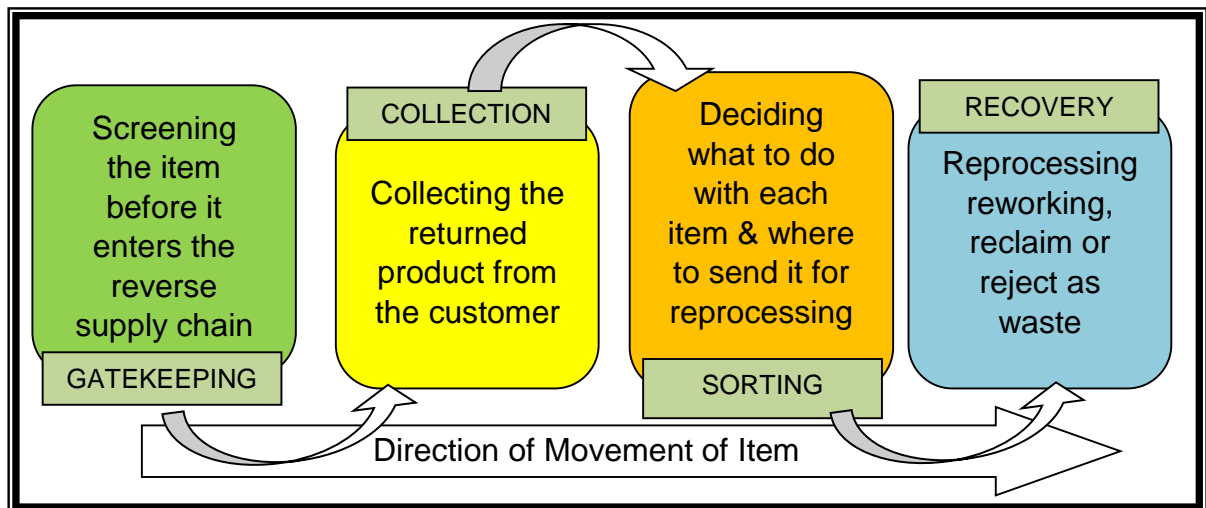 Screening
the item
before it
enters the
reverse
supply chain
GATEKEEPING
COLLECTION
Collecting the
returned
product from
the customer
Deciding
what to do
with each
item & where
to send it for
reprocessing
SORTING
RECOVERY
Reprocessing
reworking,
reclaim or
reject as
waste
Direction of Movement of Item